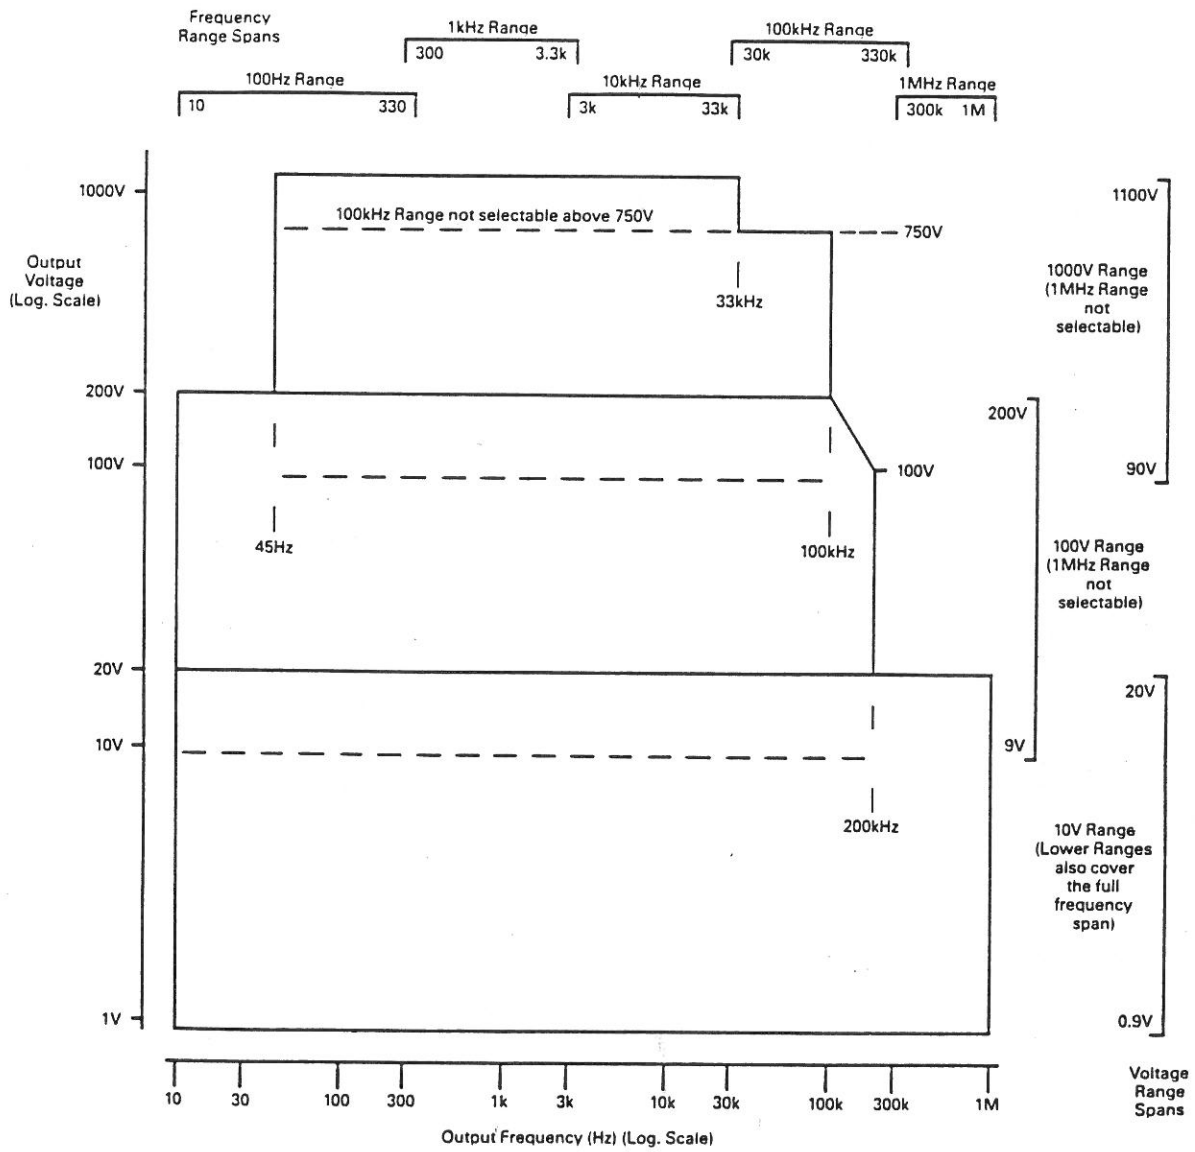 Frequency
Range Spans
1kHz Range
300 3.3k
100kHz Range
30k 330k
100Hz Range
10 330
10kHz Range
3k 33k
1MHz Range
300k 1M
1000V
100kHz Range not selectable above 750V
750V
1100V
Output
Voltage
(Log. Scale)
33kHz
1000V Range
(1MHz Range
not
selectable)
200V
200V
100V
100V
90V
45Hz
100kHz
100V Range
(1MHz Range
not
selectable)
20V
20V
10V
9V
200kHz
10V Range
(Lower Ranges
also cover
the full
frequency
span)
1V
0.9V
10 30 100 300 1k 3k 10k 30k 100k 300k 1M
Voltage
Range
Spans
Output Frequency (Hz) (Log. Scale)